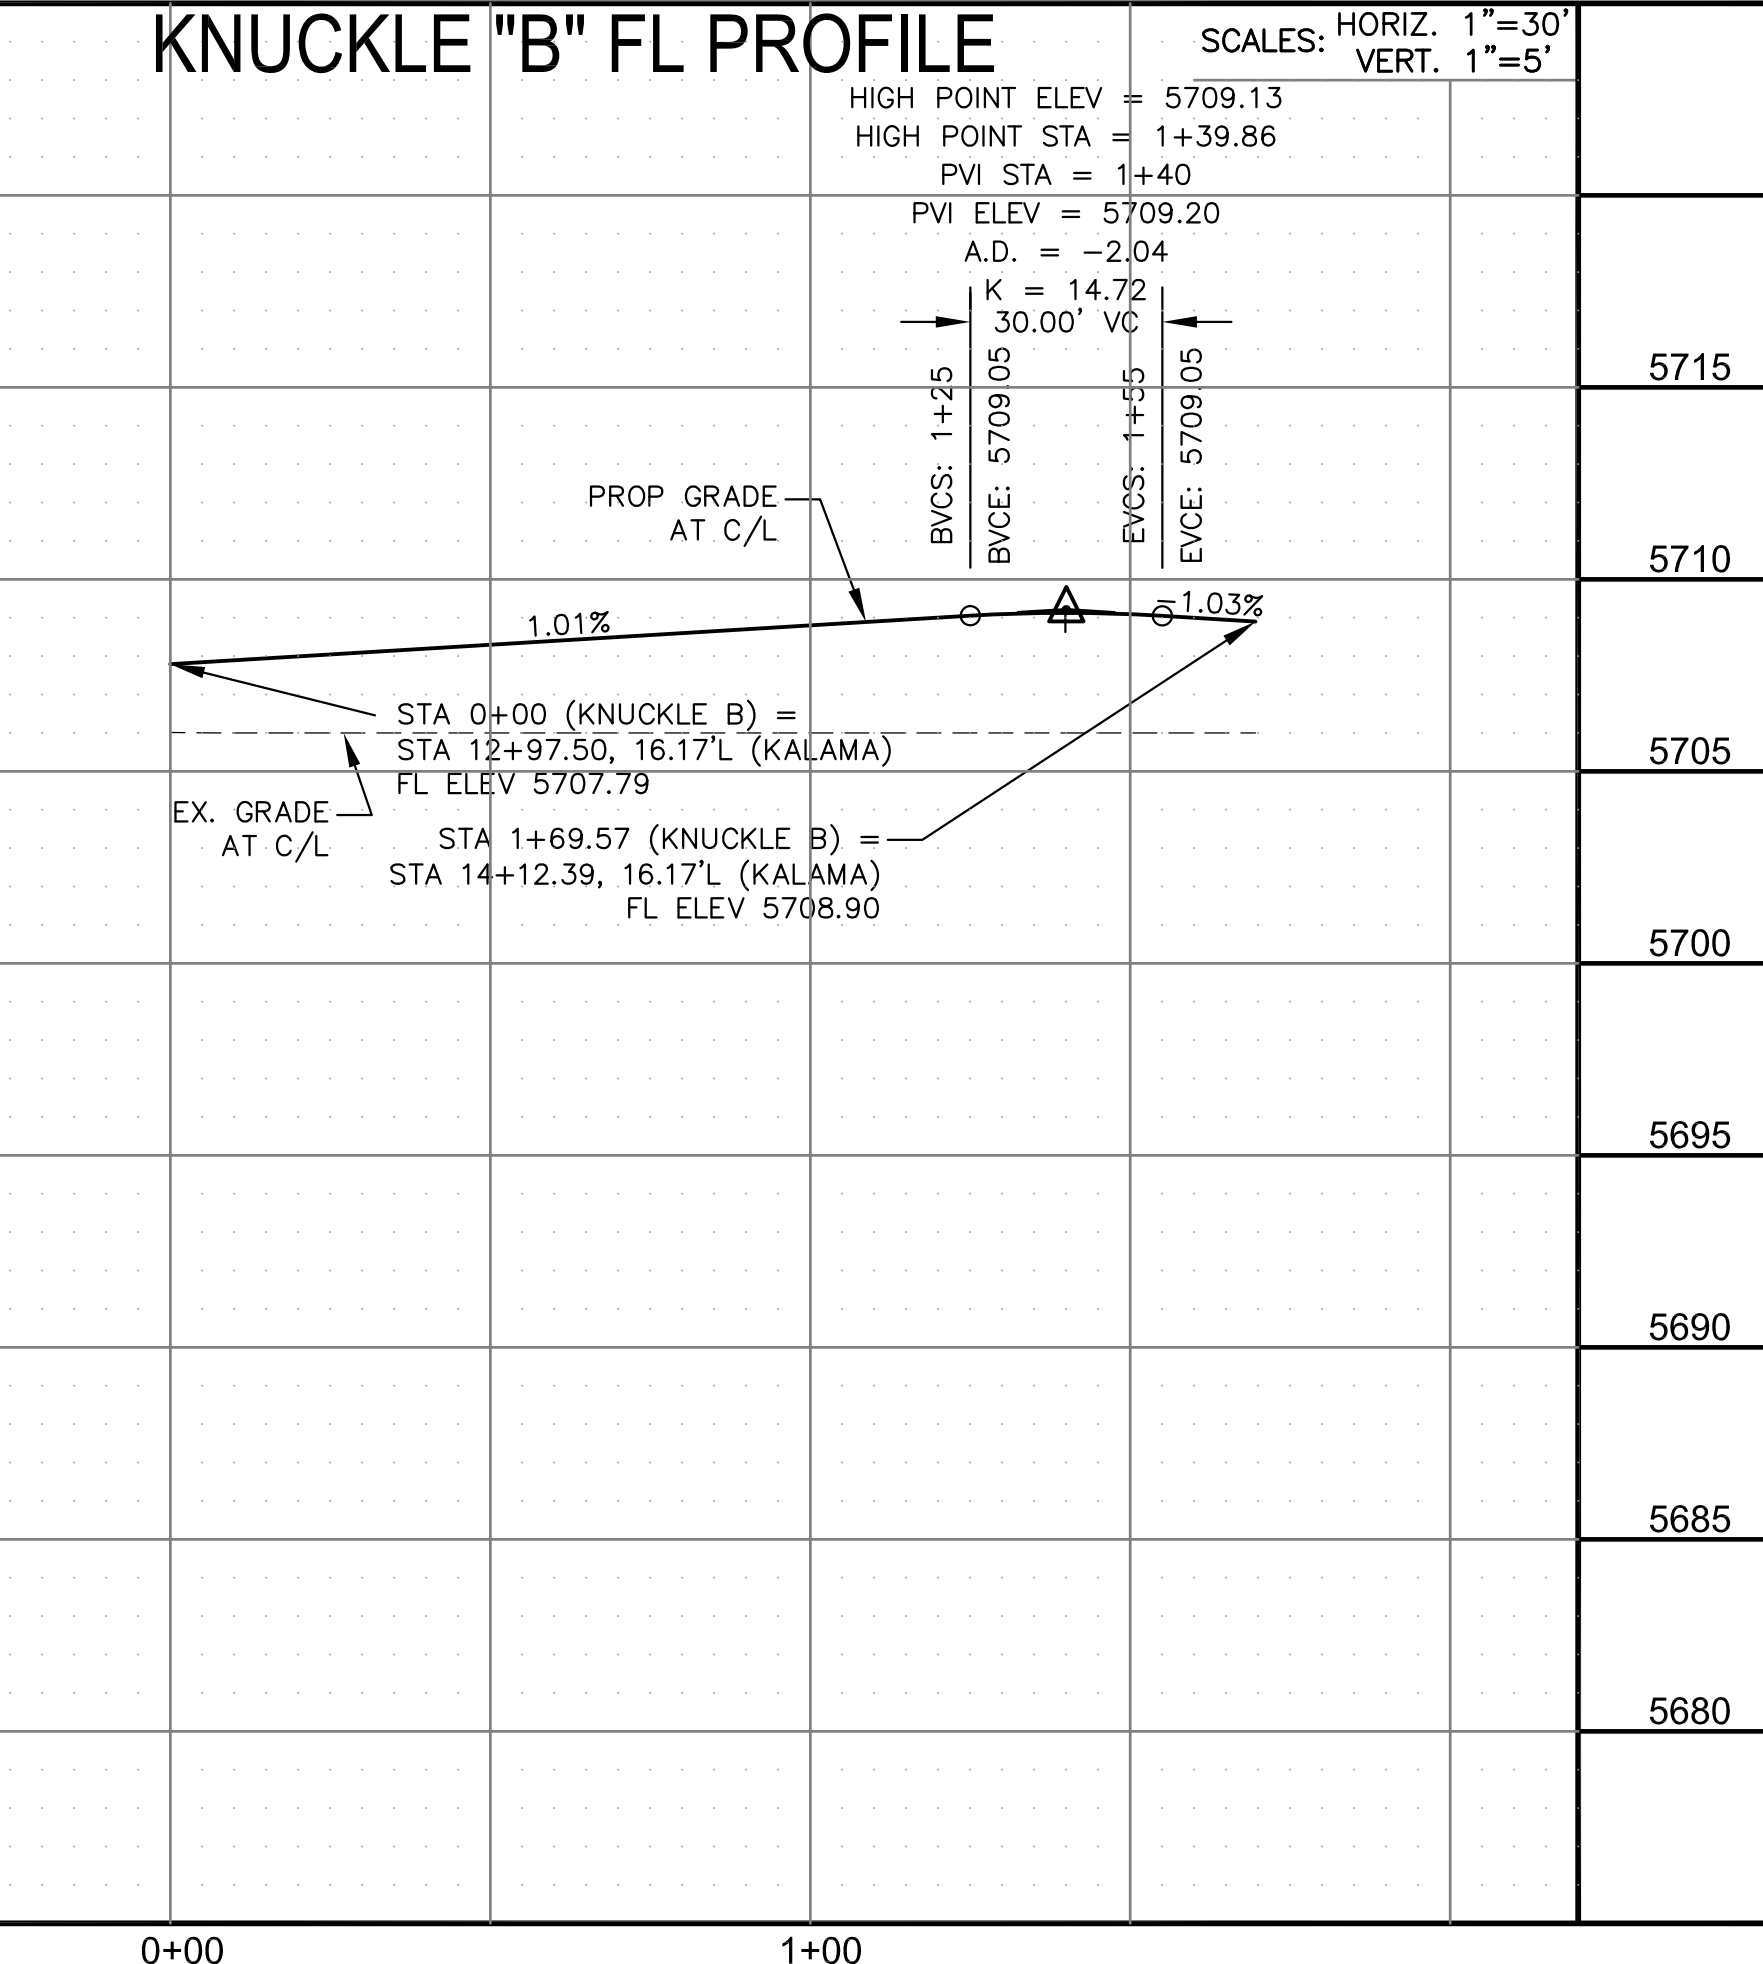 KNUCKLE "B" FL PROFILE
SCALES: HORIZ. 1"=30'
VERT. 1"=5'
HIGH POINT ELEV = 5709.13
HIGH POINT STA = 1+39.86
PVI STA = 1+40
PVI ELEV = 5709.20
A.D. = -2.04
K = 14.72
30.00' VC
BVCS: 1+25
BVCE: 5709.05
EVCS: 1+55
EVCE: 5709.05
5715
PROP GRADE
AT C/L
5710
1.01%
-1.03%
STA 0+00 (KNUCKLE B) =
STA 12+97.50, 16.17'L (KALAMA)
FL ELEV 5707.79
5705
EX. GRADE
AT C/L
STA 1+69.57 (KNUCKLE B) =
STA 14+12.39, 16.17'L (KALAMA)
FL ELEV 5708.90
5700
5695
5690
5685
5680
0+00
1+00